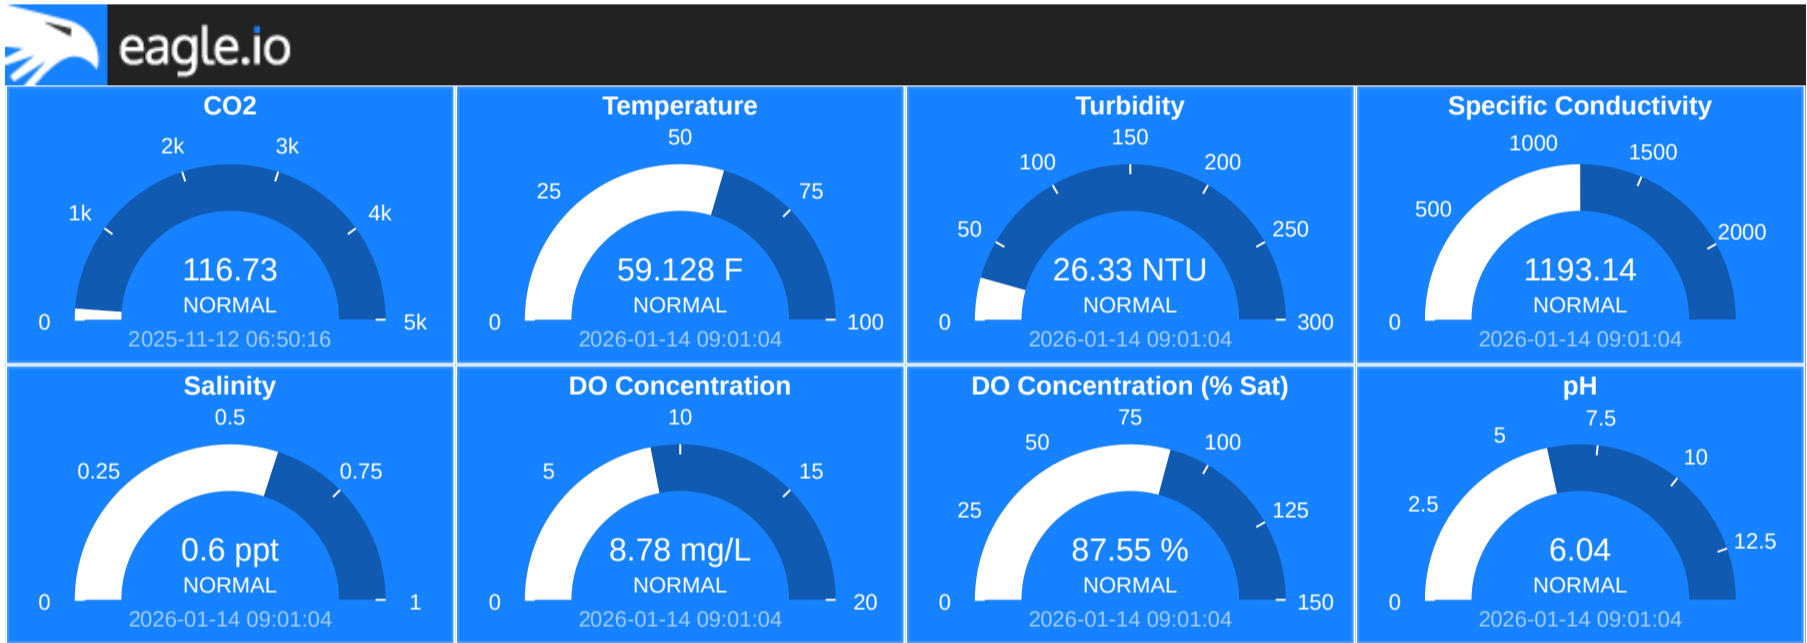 eagle.io
CO2
0
1k
2k
3k
4k
5k
116.73
NORMAL
2025-11-12 06:50:16
Temperature
0
25
50
75
100
59.128 F
NORMAL
2026-01-14 09:01:04
Turbidity
0
50
100
150
200
250
300
26.33 NTU
NORMAL
2026-01-14 09:01:04
Specific Conductivity
0
500
1000
1500
2000
1193.14
NORMAL
2026-01-14 09:01:04
Salinity
0
0.25
0.5
0.75
1
0.6 ppt
NORMAL
2026-01-14 09:01:04
DO Concentration
0
5
10
15
20
8.78 mg/L
NORMAL
2026-01-14 09:01:04
DO Concentration (% Sat)
0
25
50
75
100
125
150
87.55 %
NORMAL
2026-01-14 09:01:04
pH
0
2.5
5
7.5
10
12.5
6.04
NORMAL
2026-01-14 09:01:04